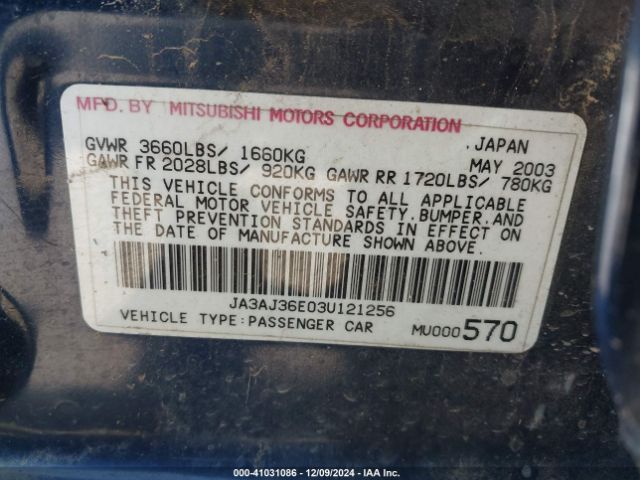 MFD. BY MITSUBISHI MOTORS CORPORATION
, JAPAN
GVWR 3660LBS/ 1660KG MAY 2003
GAWR FR 2028LBS/ 920KG GAWR RR 1720LBS/ 780KG
THIS VEHICLE CONFORMS TO ALL APPLICABLE
FEDERAL MOTOR VEHICLE SAFETY, BUMPER, AND
THEFT PREVENTION STANDARDS IN EFFECT ON
THE DATE OF MANUFACTURE SHOWN ABOVE.
JA3AJ36E03U121256
VEHICLE TYPE: PASSENGER CAR MU000570
000-41031086 • 12/09/2024 • IAA Inc.